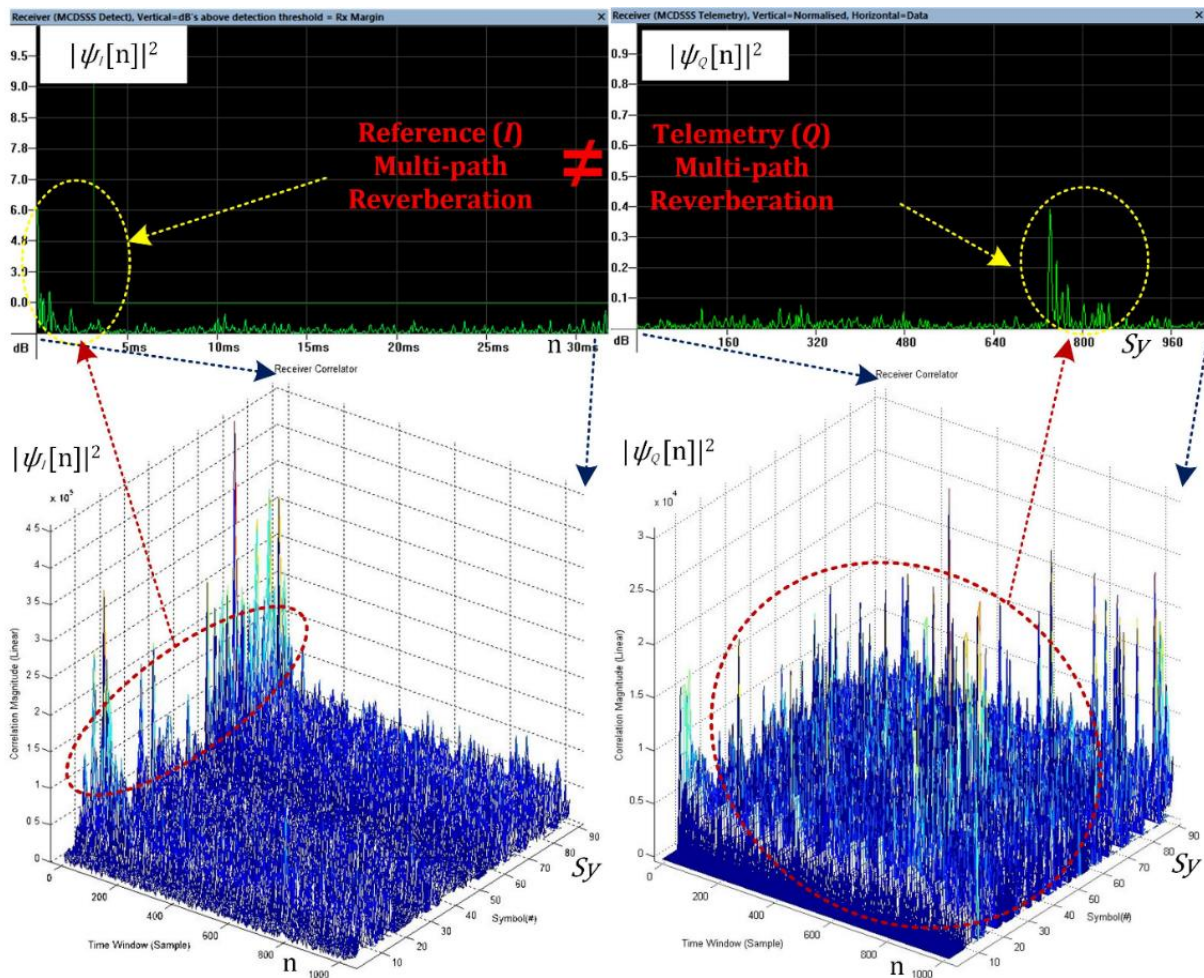 Receiver (MCDSSS Detect), Vertical=dB's above detection threshold = Rx Margin
×
|ψI[n]|²
9.5
9.0
8.5
7.8
7.0
6.0
4.8
3.0
0.0
dB
5ms
10ms
15ms
20ms
25ms
30ms
n
Reference (I)
Multi-path
Reverberation
≠
Receiver (MCDSSS Telemetry), Vertical=Normalised, Horizontal=Data
×
|ψQ[n]|²
0.9
0.8
0.7
0.6
0.5
0.4
0.3
0.2
0.1
dB
160
320
480
640
800
960
Sy
Telemetry (Q)
Multi-path
Reverberation
Receiver Correlator
|ψI[n]|²
x 10⁵
4.5
4
3.5
3
2.5
2
1.5
1
0.5
0
Correlation Magnitude (Linear)
0
200
400
600
800
1000
Time Window (Sample)
n
10
20
30
40
50
60
70
80
90
Symbol(#)
Sy
Receiver Correlator
|ψQ[n]|²
x 10⁴
3
2.5
2
1.5
1
0.5
0
Correlation Magnitude (Linear)
0
200
400
600
800
1000
Time Window (Sample)
n
10
20
30
40
50
60
70
80
90
Symbol(#)
Sy